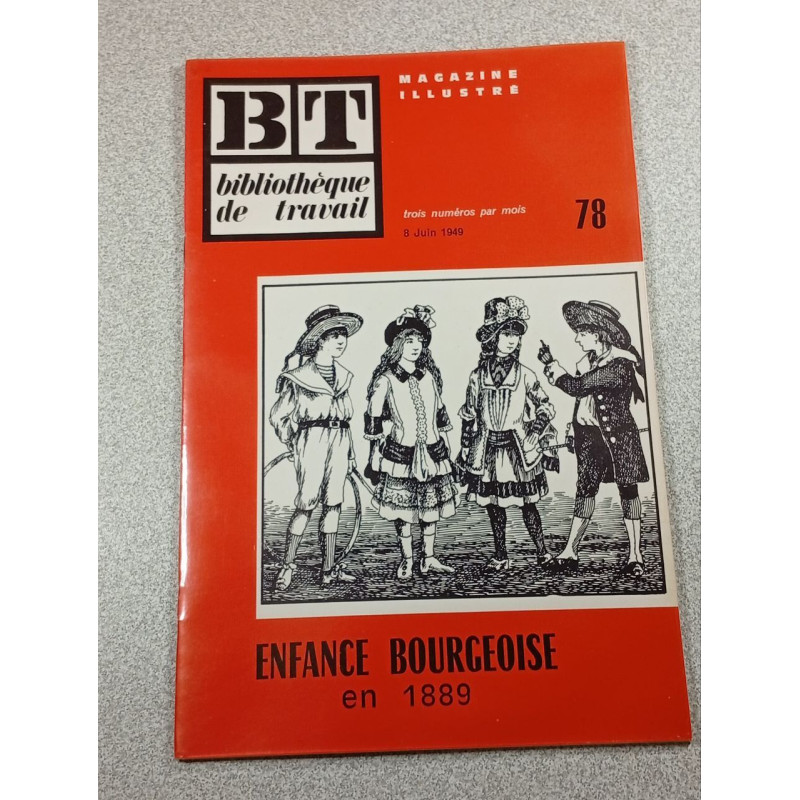 BT
bibliothèque
de travail
MAGAZINE
ILLUSTRÉ
trois numéros par mois
78
8 Juin 1949
ENFANCE BOURGEOISE
en 1889